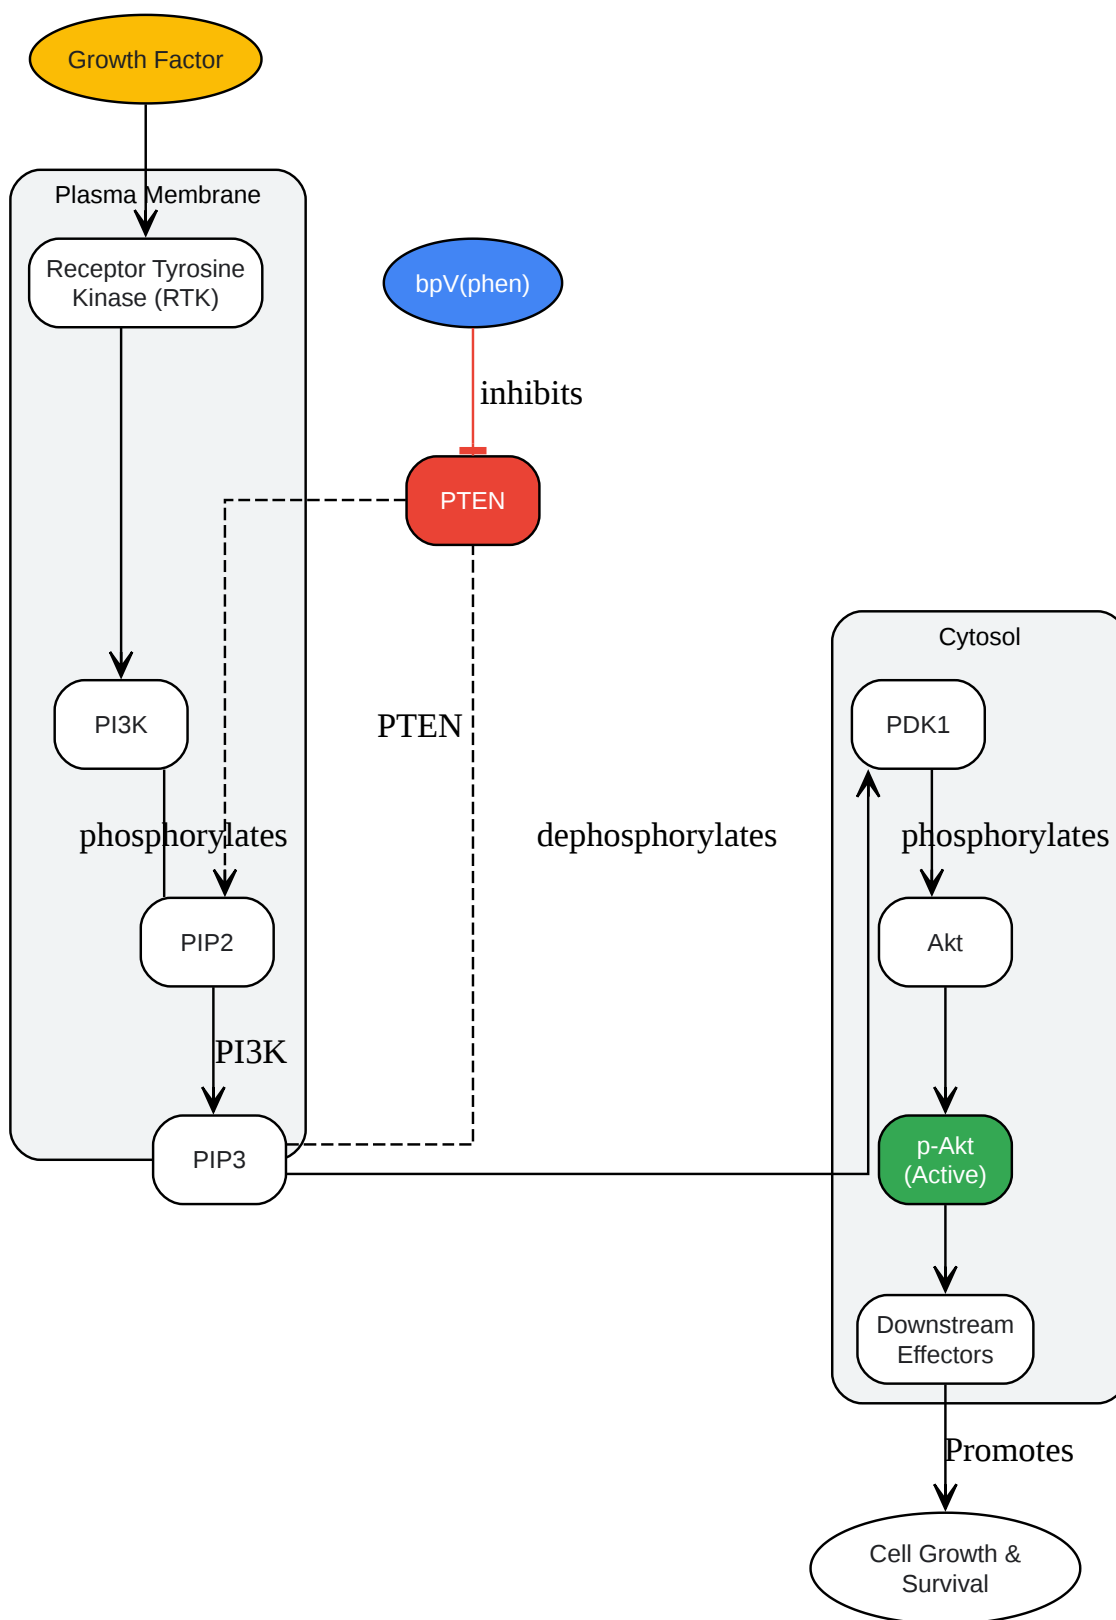 Growth Factor
Plasma Membrane
Receptor Tyrosine
Kinase (RTK)
bpV(phen)
inhibits
PTEN
Cytosol
PI3K
PTEN
PDK1
phosphorylates
dephosphorylates
phosphorylates
PIP2
Akt
PI3K
PIP3
p-Akt
(Active)
Downstream
Effectors
Promotes
Cell Growth &
Survival